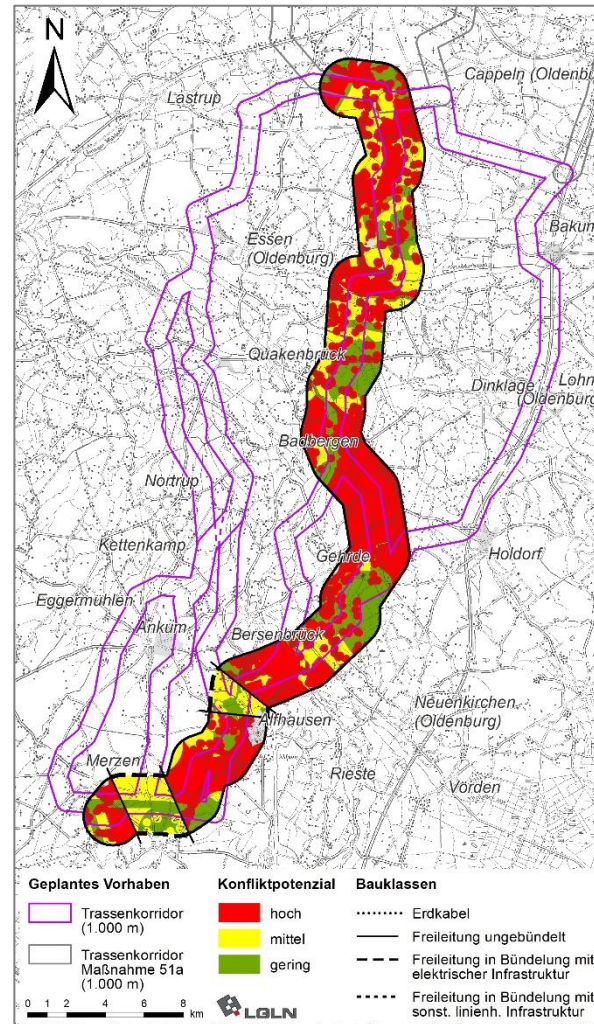 N
Cappeln (Oldenbu
Lastrup
Bakum
Essen
(Oldenburg)
Quakenbrück
Dinklage
Lohn
(Oldenburg
Badbergen
Nortrup
Kettenkamp
Gehrde
Holdorf
Eggermühlen
Ankum
Bersenbrück
Neuenkirchen
(Oldenburg)
Alfhausen
Merzen
Rieste
Vörden
Geplantes Vorhaben
Trassenkorridor
(1.000 m)
Trassenkorridor
Maßnahme 51a
(1.000 m)
0 1 2 4 6 8
km
Konfliktpotenzial
hoch
mittel
gering
LGLN
Bauklassen
Erdkabel
Freileitung ungebündelt
Freileitung in Bündelung mit
elektrischer Infrastruktur
Freileitung in Bündelung mit
sonst. linienh. Infrastruktur